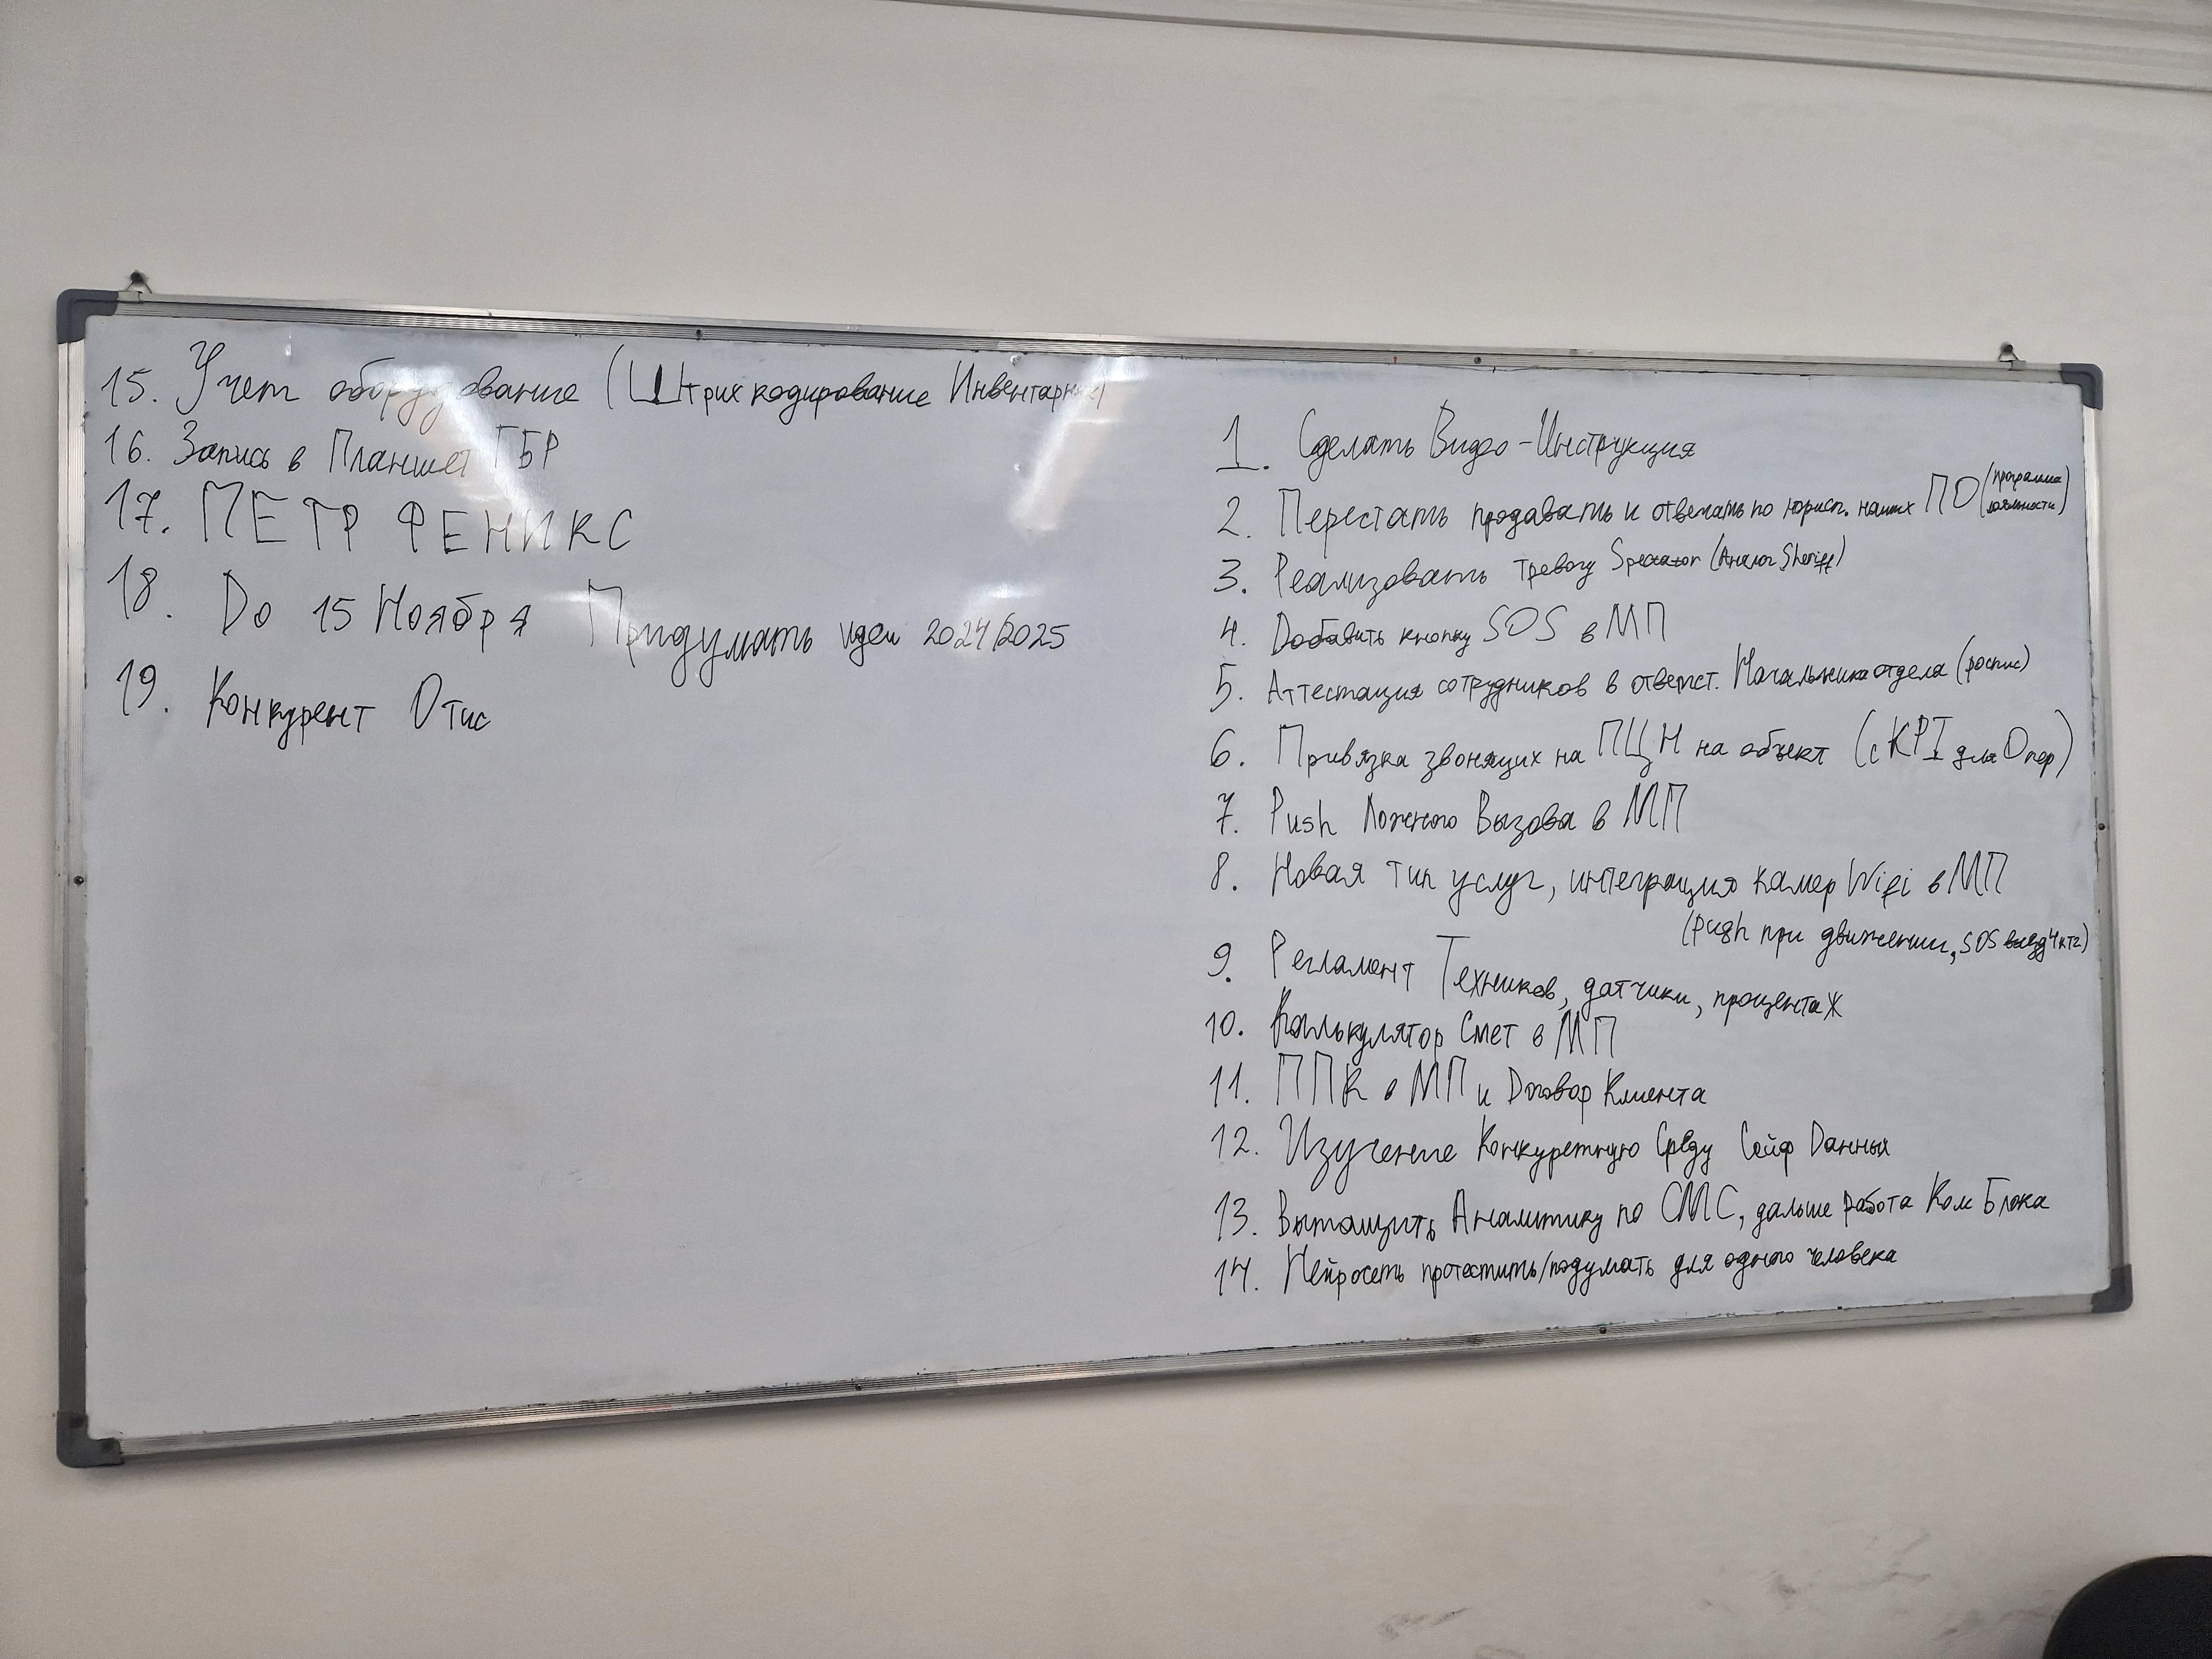 1. Сделать Видео-Инструкция
2. Перестать продавать и отвечать по юрисп. наших ПО (программа лояльности)
3. Реализовать тревогу Spectator (Аналог Sheriff)
4. Добавить кнопку SOS в МП
5. Аттестация сотрудников в ответст. Начальника отдела (роспис)
6. Привязка звонящих на ПЦН на объект (с KPI для Опер)
7. Push Ложного Вызова в МП
8. Новая тип услуг, интеграция камер Wifi в МП
(push при движении, SOS
9. Регламент Техников, датчики, процентаж
10. Калькулятор Смет в МП
11. ППК в МП и Договор Клиента
12. Изучение Конкуретную Среду Сейф Данных
13. Вытащить Аналитику по СМС, дальше работа Ком Блока
14. Нейросеть протестить/подумать для одного человека
15. Учет оборудование (Штрих кодирование Инвентарные)
16. Запись в Планшет ГБР
17. ПЕТР ФЕНИКС
18. До 15 Ноября Придумать идеи 2024/2025
19. Конкурент Отис